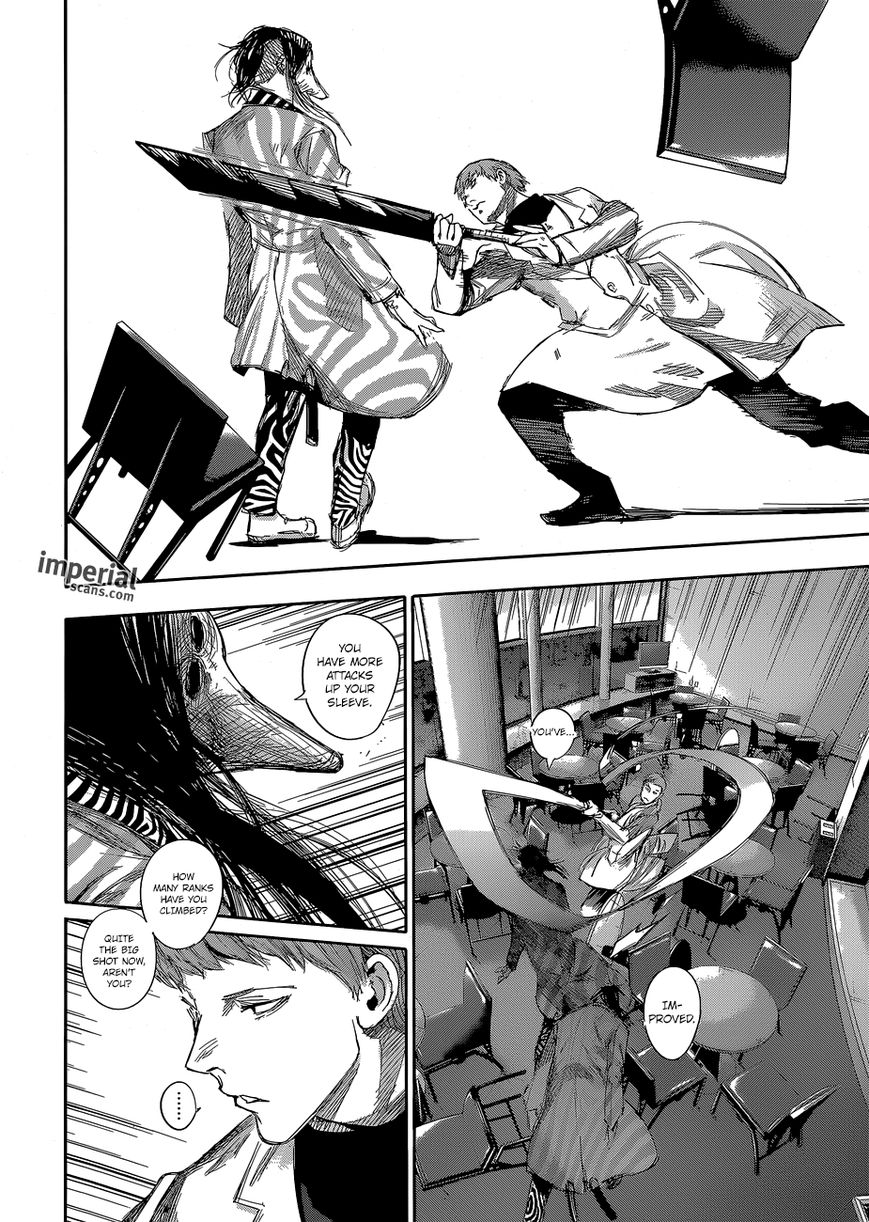 imperial
scans.com
YOU'VE...
IM-
PROVED.
YOU
HAVE MORE
ATTACKS
UP YOUR
SLEEVE.
HOW
MANY RANKS
HAVE YOU
CLIMBED?
QUITE
THE BIG
SHOT NOW,
AREN'T
YOU?
......